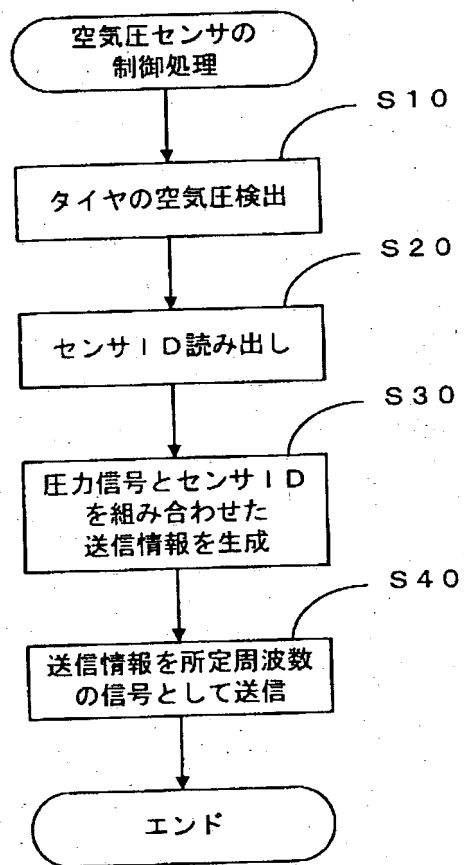 空気圧センサの
制御処理
S10
タイヤの空気圧検出
S20
センサID読み出し
S30
圧力信号とセンサID
を組み合わせた
送信情報を生成
S40
送信情報を所定周波数
の信号として送信
エンド